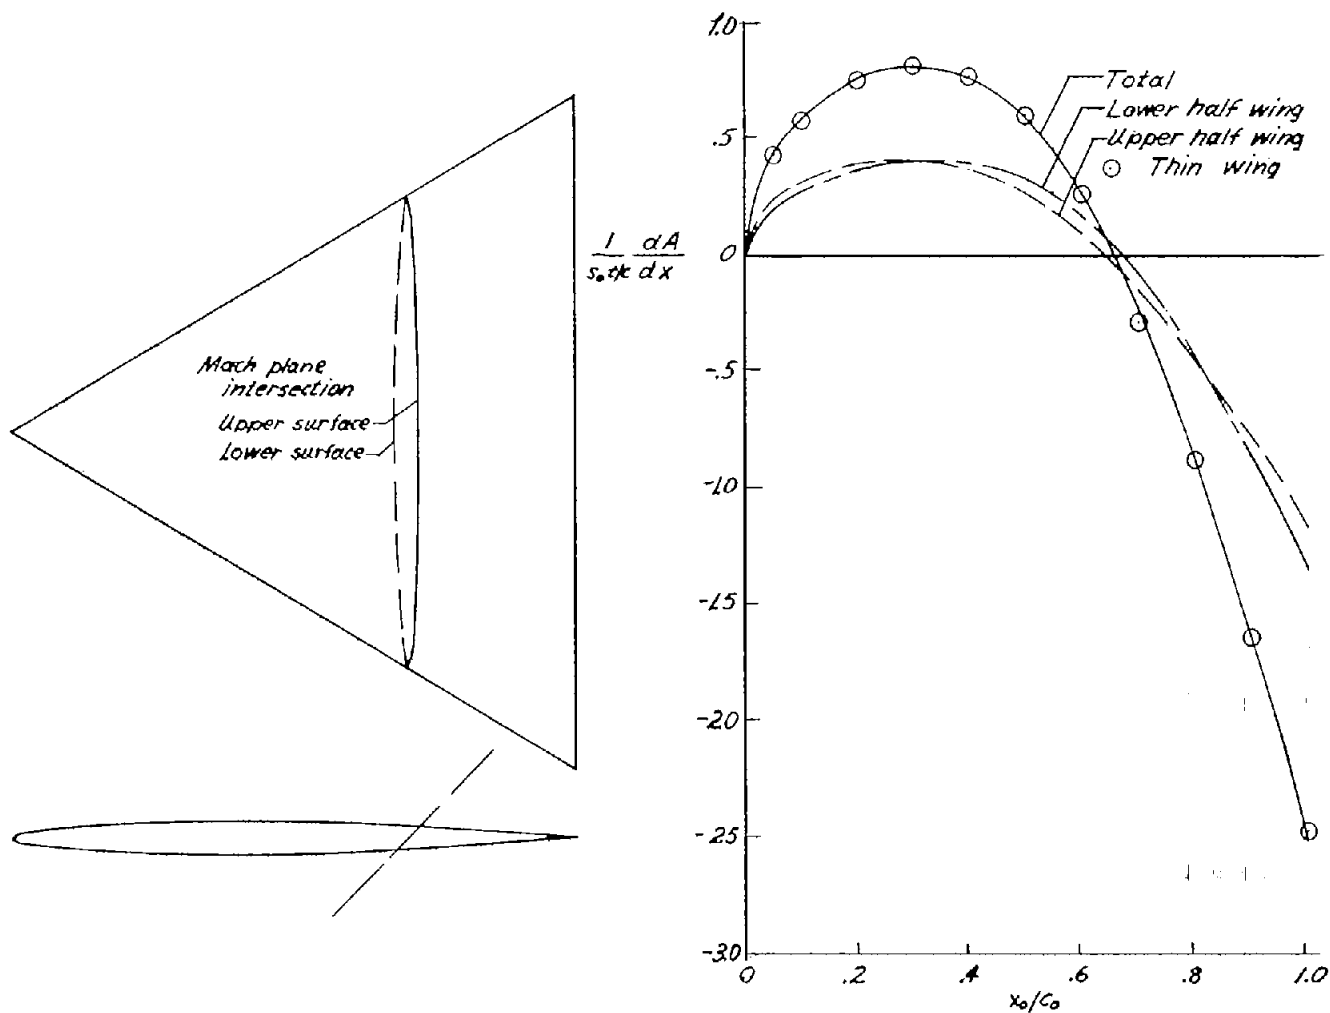 Mach plane
intersection
Upper surface
Lower surface
1 dA
s₀ t/c dx
1.0
.5
0
-.5
-1.0
-1.5
-2.0
-2.5
-3.0
Total
Lower half wing
Upper half wing
Thin wing
0 .2 .4 .6 .8 1.0
x₀/c₀